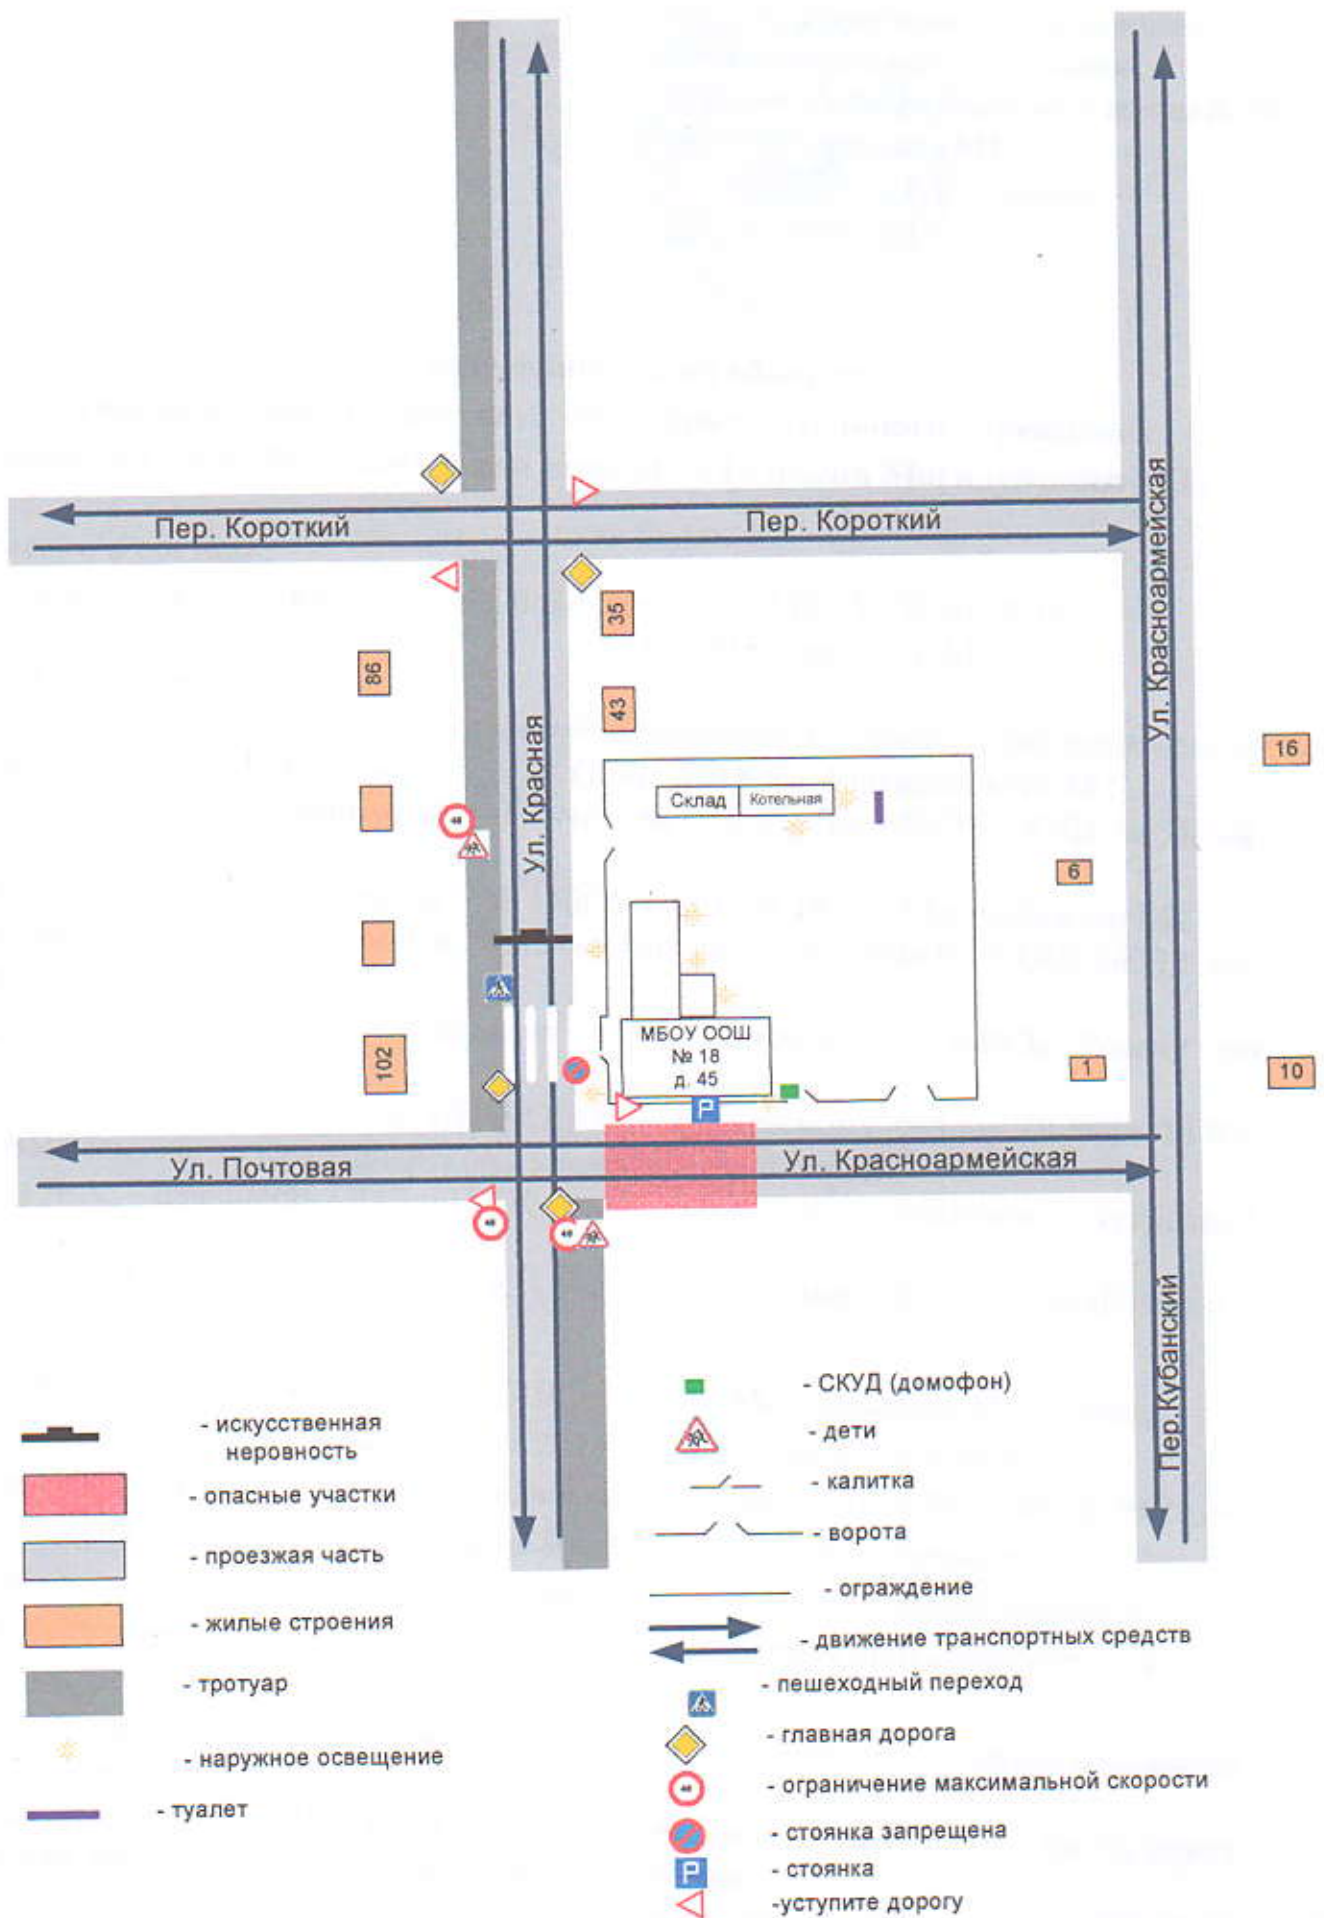 Пер. Короткий
Пер. Короткий
Ул. Красноармейская
35
86
43
Ул. Красная
16
Склад
Котельная
6
МБОУ ООШ
№ 18
д. 45
102
1
10
P
Ул. Почтовая
Ул. Красноармейская
Пер.Кубанский
- искусственная
неровность
- опасные участки
- проезжая часть
- жилые строения
- тротуар
- наружное освещение
- туалет
- СКУД (домофон)
- дети
- калитка
- ворота
- ограждение
- движение транспортных средств
- пешеходный переход
- главная дорога
- ограничение максимальной скорости
- стоянка запрещена
P
- стоянка
-уступите дорогу